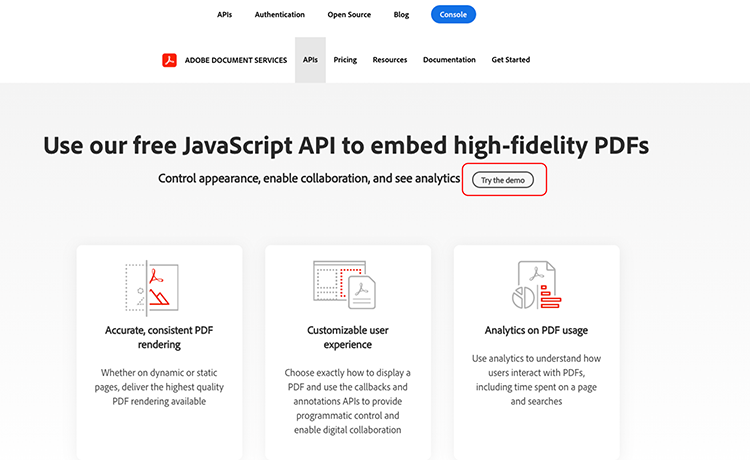 APIs Authentication Open Source Blog Console
ADOBE DOCUMENT SERVICES APIs Pricing Resources Documentation Get Started
Use our free JavaScript API to embed high-fidelity PDFs
Control appearance, enable collaboration, and see analytics Try the demo
Accurate, consistent PDF
rendering
Whether on dynamic or static
pages, deliver the highest quality
PDF rendering available
Customizable user
experience
Choose exactly how to display a
PDF and use the callbacks and
annotations APIs to provide
programmatic control and
enable digital collaboration
Analytics on PDF usage
Use analytics to understand how
users interact with PDFs,
including time spent on a page
and searches